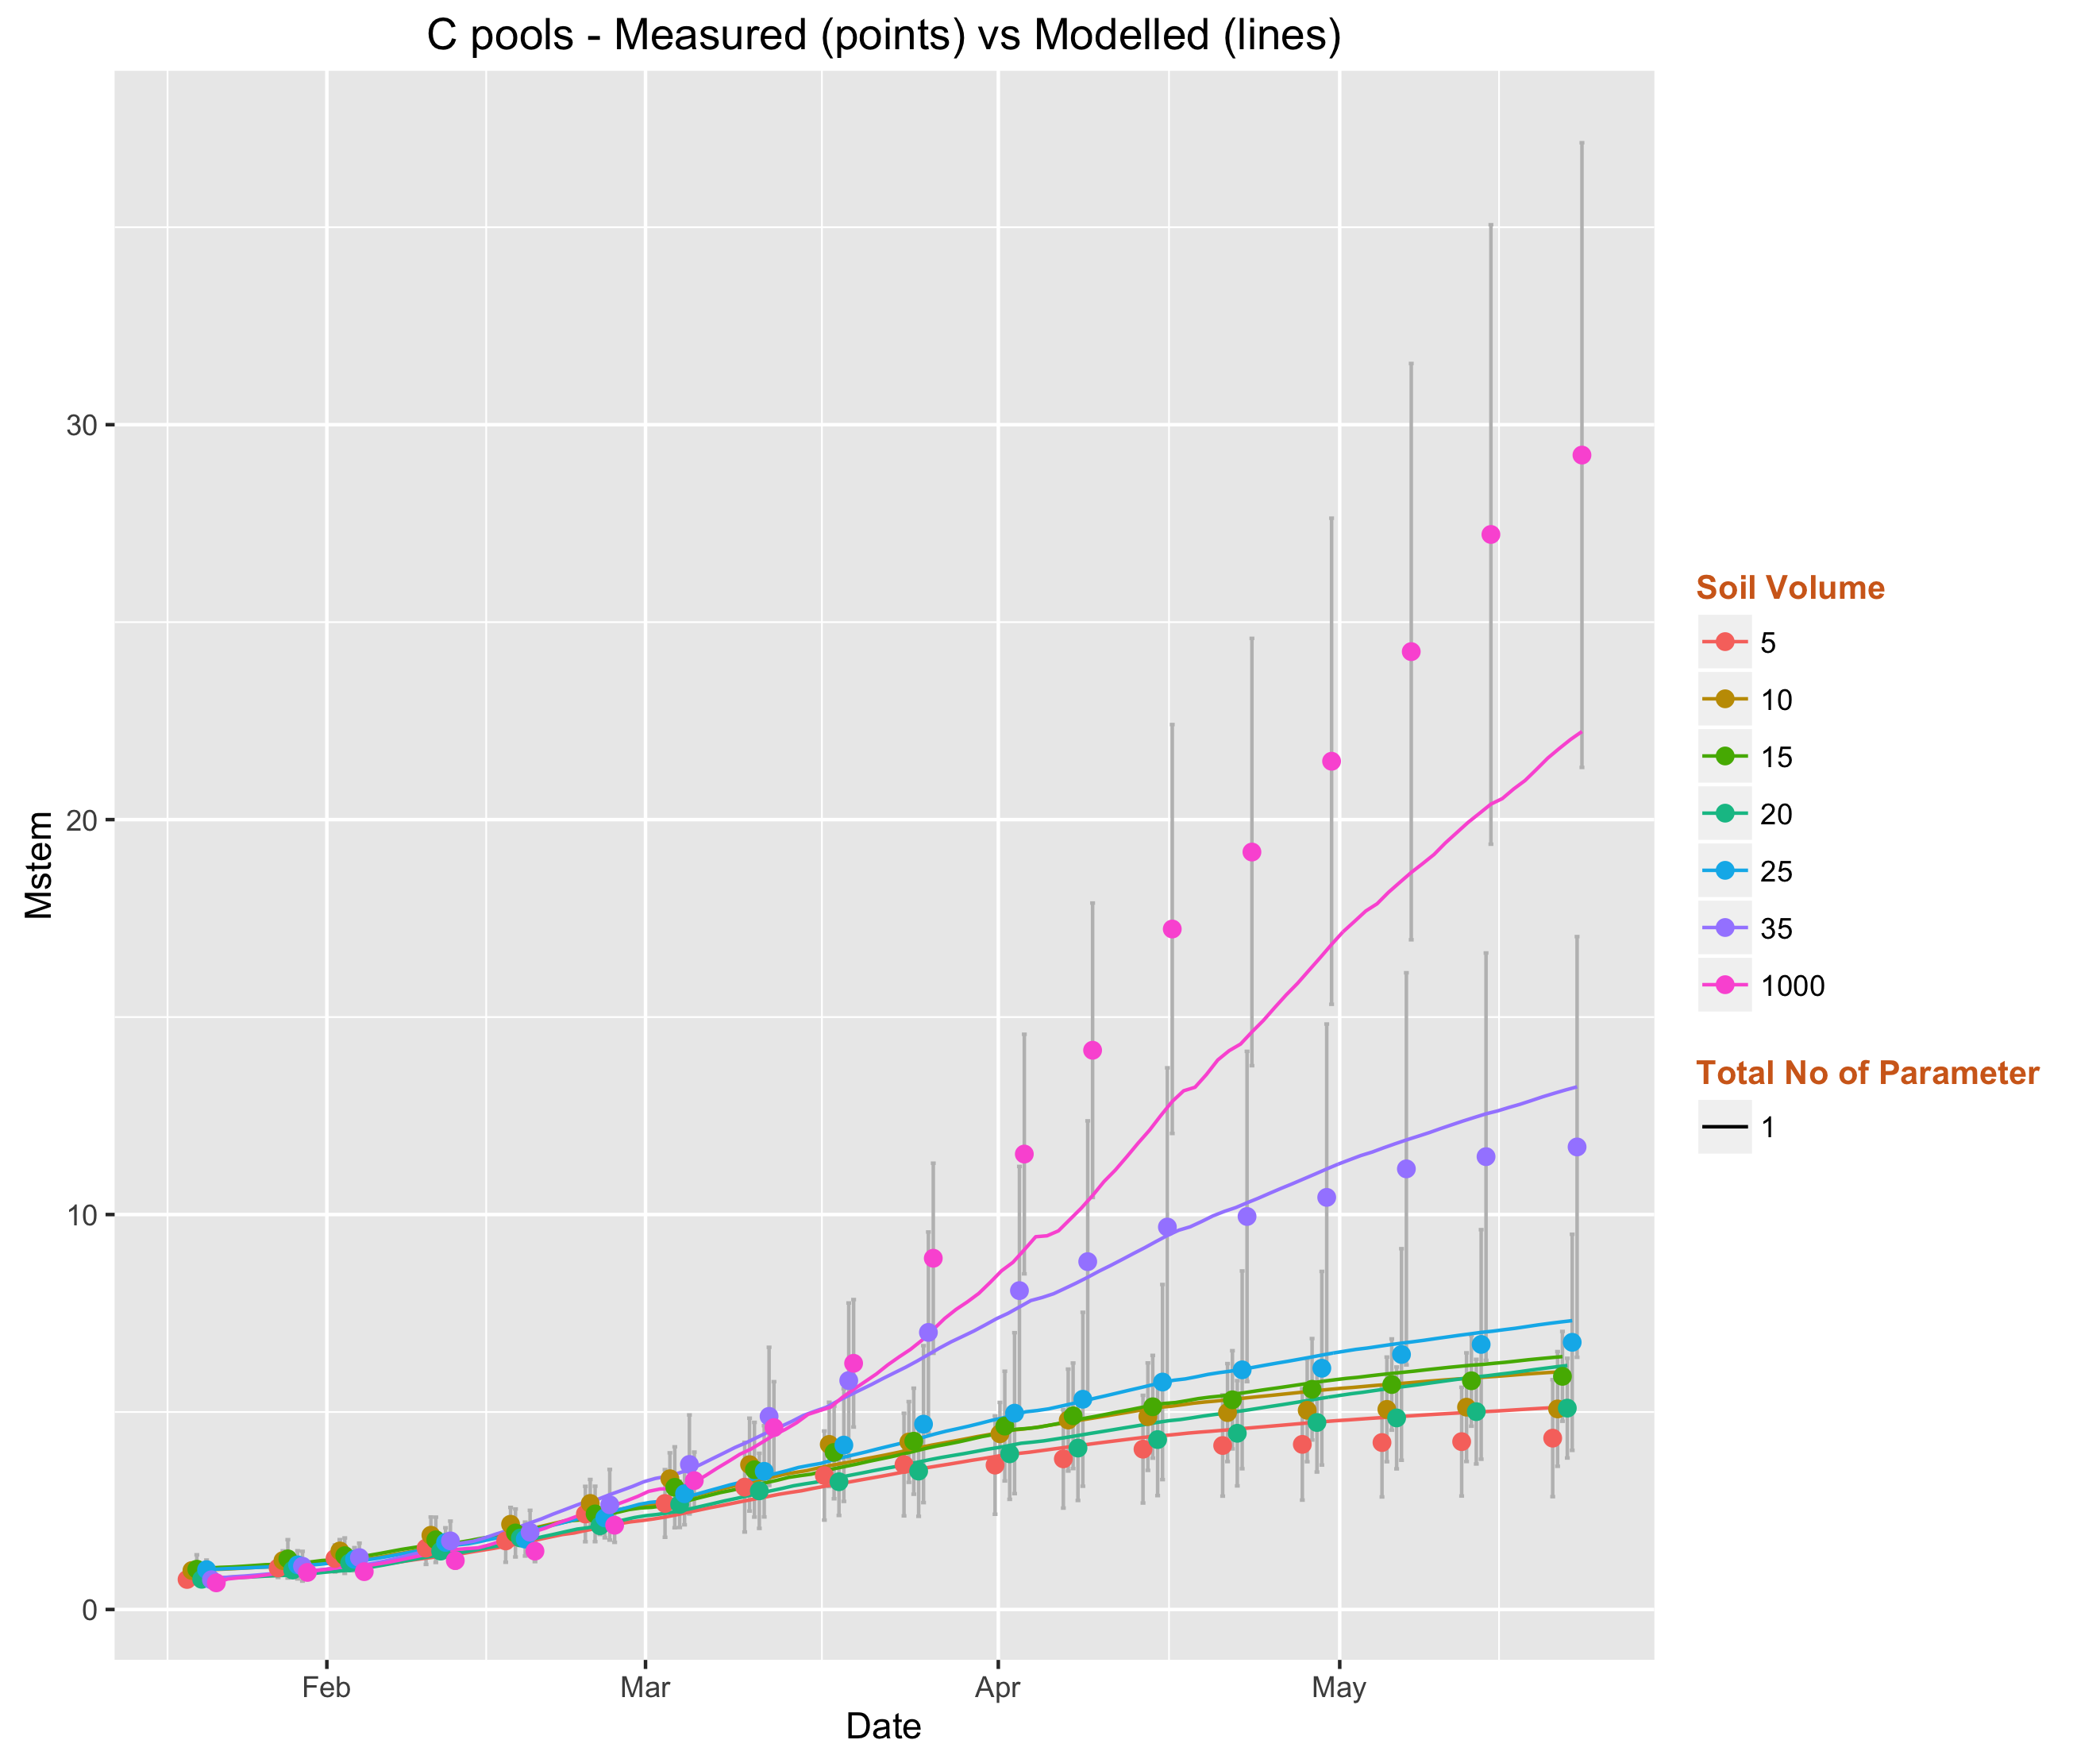 C pools - Measured (points) vs Modelled (lines)
Mstem
30
20
10
0
Feb
Mar
Apr
May
Date
Soil Volume
5
10
15
20
25
35
1000
Total No of Parameter
1